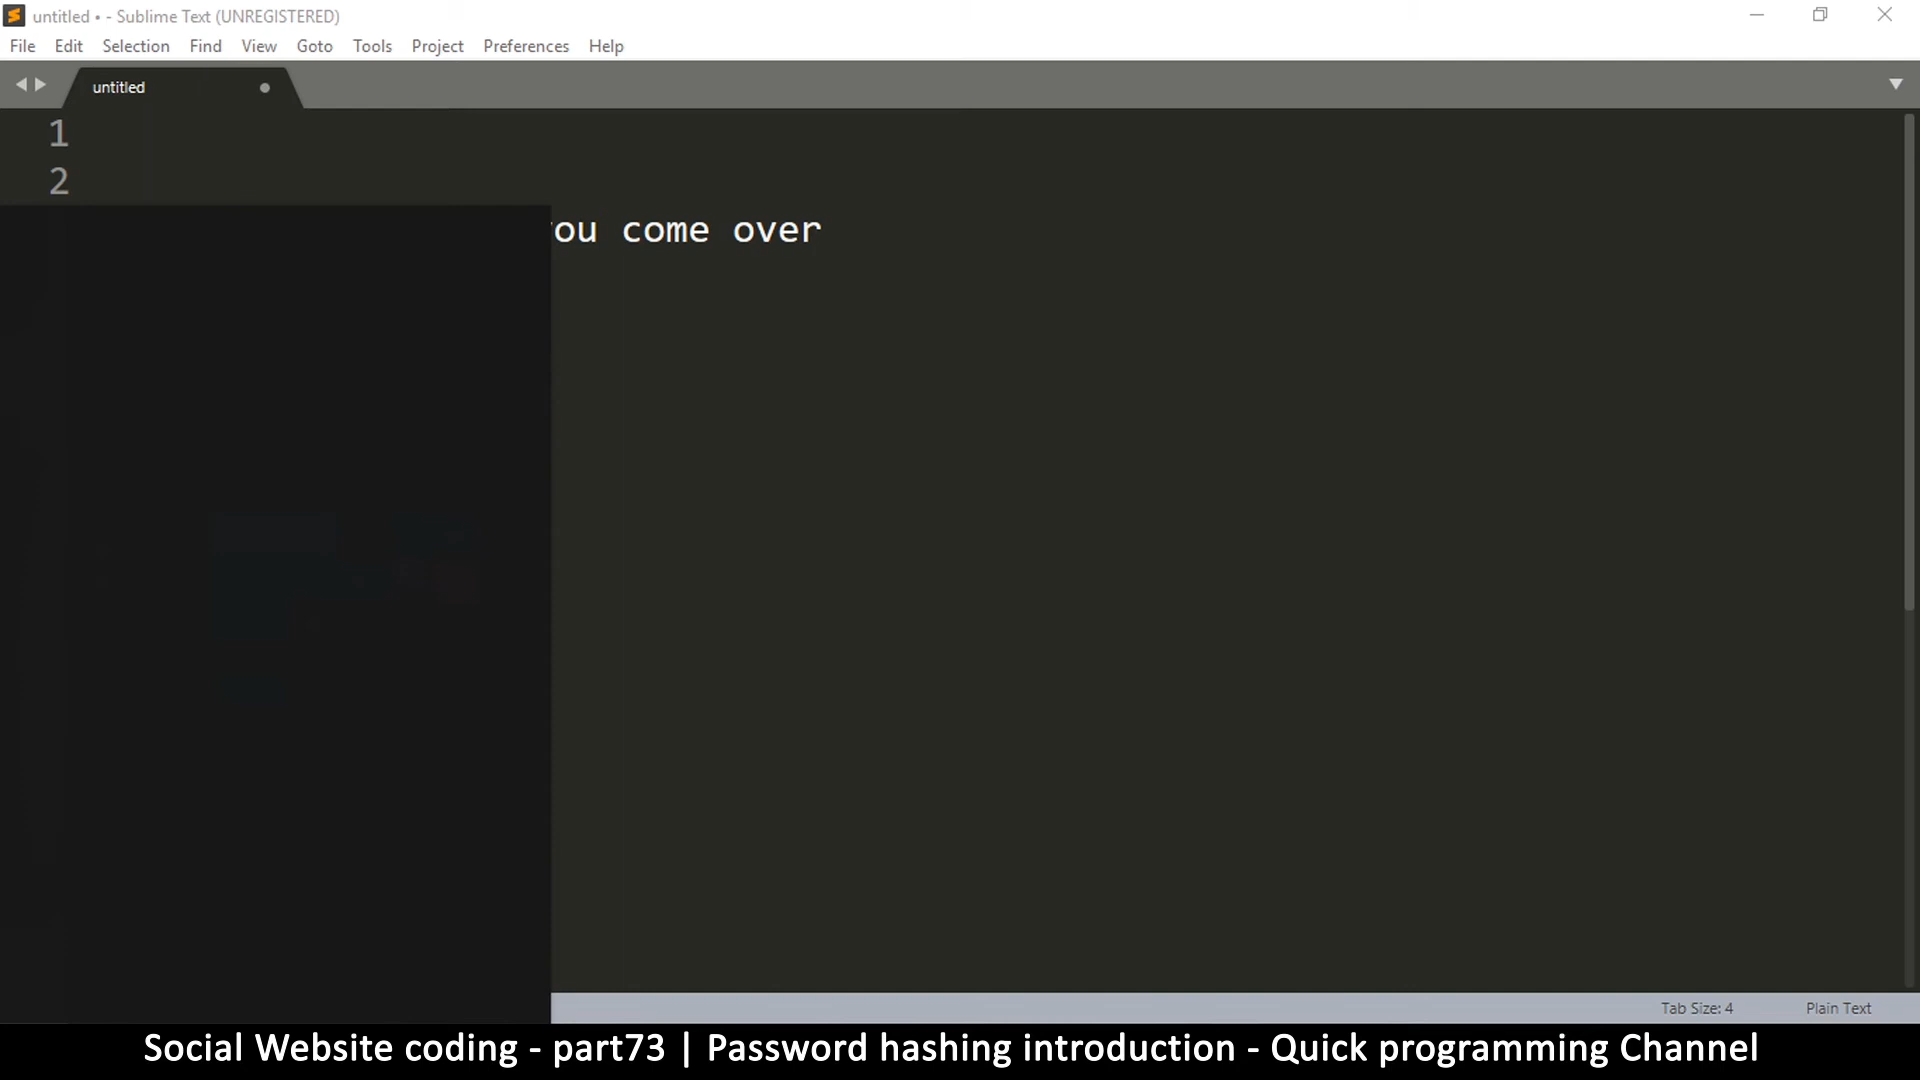 untitled • - Sublime Text (UNREGISTERED)
File Edit Selection Find View Goto Tools Project Preferences Help
untitled
1
2
come over
Tab Size: 4 Plain Text
Social Website coding - part73 | Password hashing introduction - Quick programming Channel